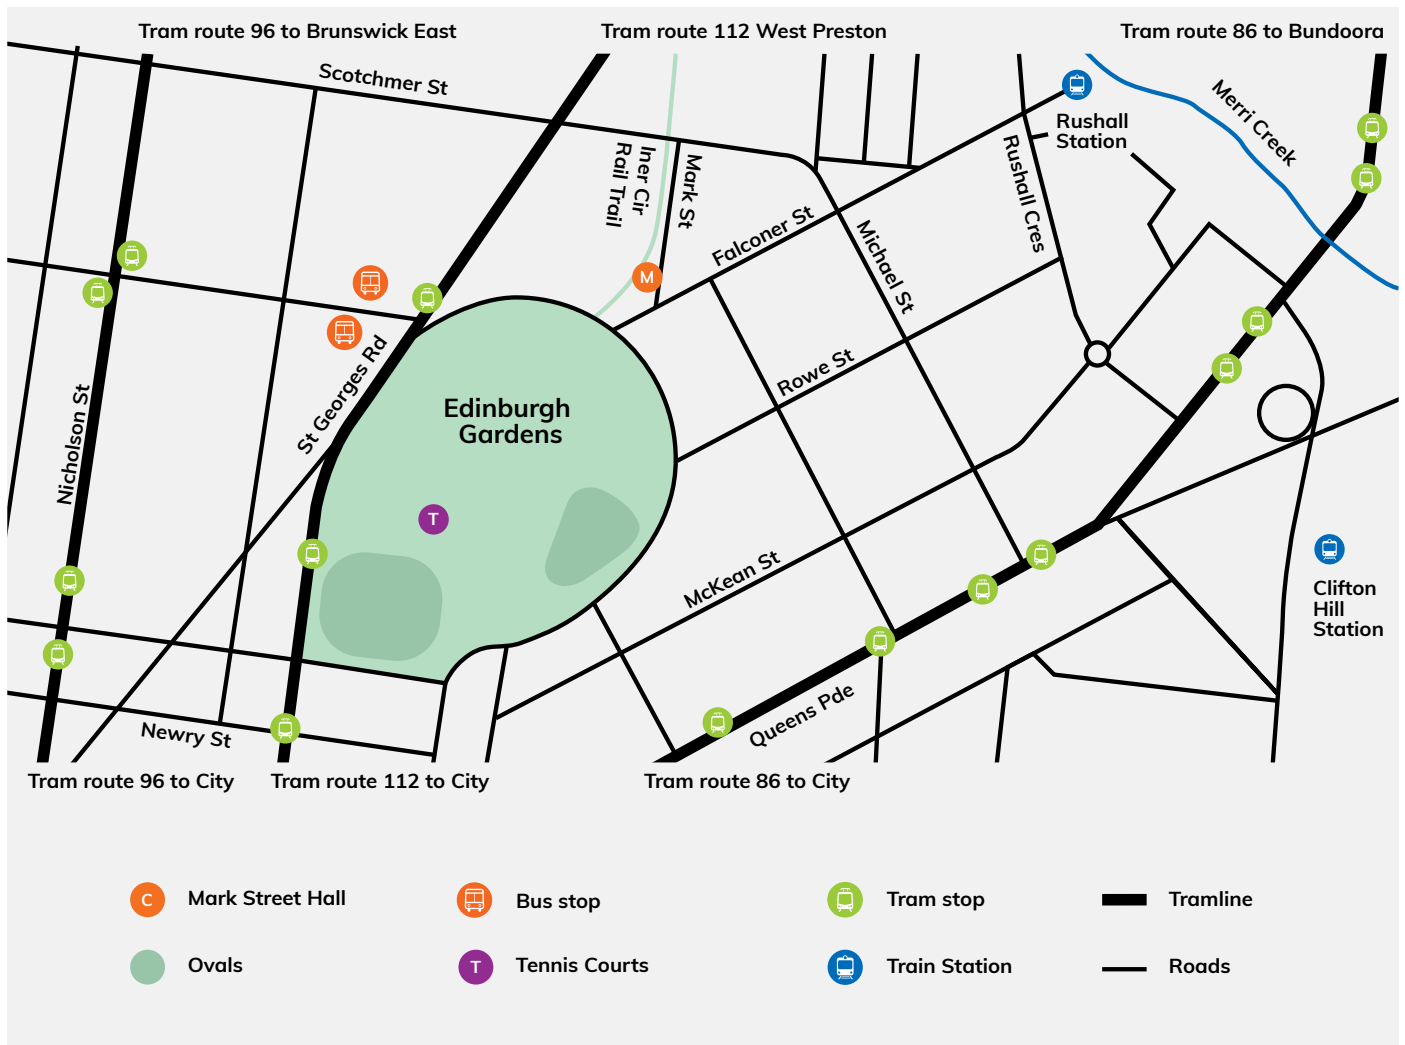 Tram route 96 to Brunswick East
Tram route 112 West Preston
Tram route 86 to Bundoora
Scotchmer St
Merri Creek
Rushall
Station
Rushall Cres
Iner Cir
Rail Trail
Mark St
Falconer St
Michael St
M
St Georges Rd
Rowe St
Nicholson St
Edinburgh
Gardens
T
McKean St
Clifton
Hill
Station
Queens Pde
Newry St
Tram route 96 to City
Tram route 112 to City
Tram route 86 to City
C
Mark Street Hall
Bus stop
Tram stop
Tramline
Ovals
T
Tennis Courts
Train Station
Roads